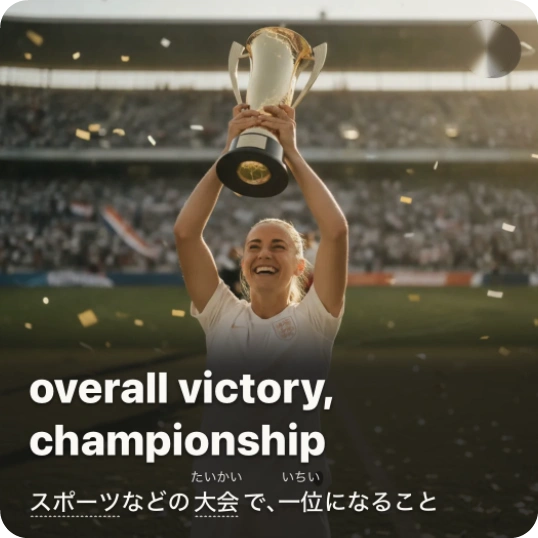 overall victory,
championship
たいかい いちい
スポーツなどの大会で、一位になること